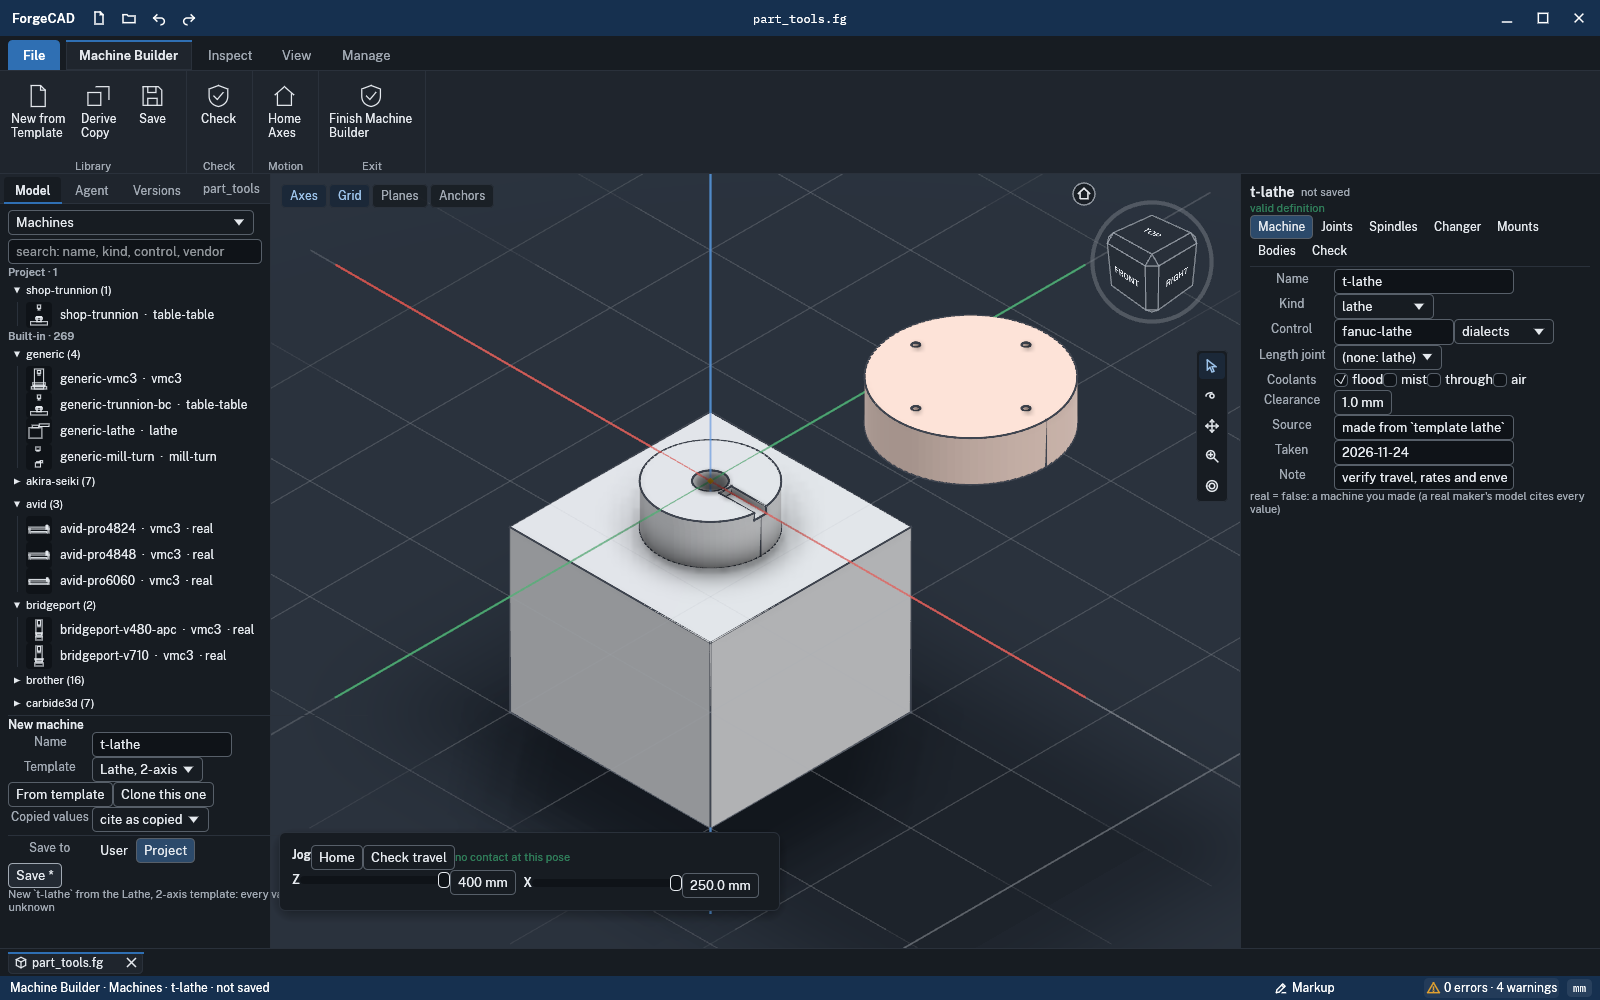 ForgeCAD
part_tools.fg
File
Machine Builder
Inspect
View
Manage
New from Template
Derive Copy
Save
Check
Home Axes
Finish Machine Builder
Library
Check
Motion
Exit
Model
Agent
Versions
part_tools
Machines
search: name, kind, control, vendor
Project · 1
shop-trunnion (1)
shop-trunnion · table-table
Built-in · 269
generic (4)
generic-vmc3 · vmc3
generic-trunnion-bc · table-table
generic-lathe · lathe
generic-mill-turn · mill-turn
akira-seiki (7)
avid (3)
avid-pro4824 · vmc3 · real
avid-pro4848 · vmc3 · real
avid-pro6060 · vmc3 · real
bridgeport (2)
bridgeport-v480-apc · vmc3 · real
bridgeport-v710 · vmc3 · real
brother (16)
carbide3d (7)
New machine
Name t-lathe
Template Lathe, 2-axis
From template Clone this one
Copied values cite as copied
Save to User Project
Save *
New `t-lathe` from the Lathe, 2-axis template: every va
unknown
Axes Grid Planes Anchors
TOP
FRONT
RIGHT
Jog Home Check travel no contact at this pose
Z 400 mm X 250.0 mm
t-lathe not saved
valid definition
Machine Joints Spindles Changer Mounts
Bodies Check
Name t-lathe
Kind lathe
Control fanuc-lathe dialects
Length joint (none: lathe)
Coolants flood mist through air
Clearance 1.0 mm
Source made from `template lathe`
Taken 2026-11-24
Note verify travel, rates and enve
real = false: a machine you made (a real maker's model cites every
value)
part_tools.fg
Machine Builder · Machines · t-lathe · not saved
Markup
0 errors · 4 warnings
mm